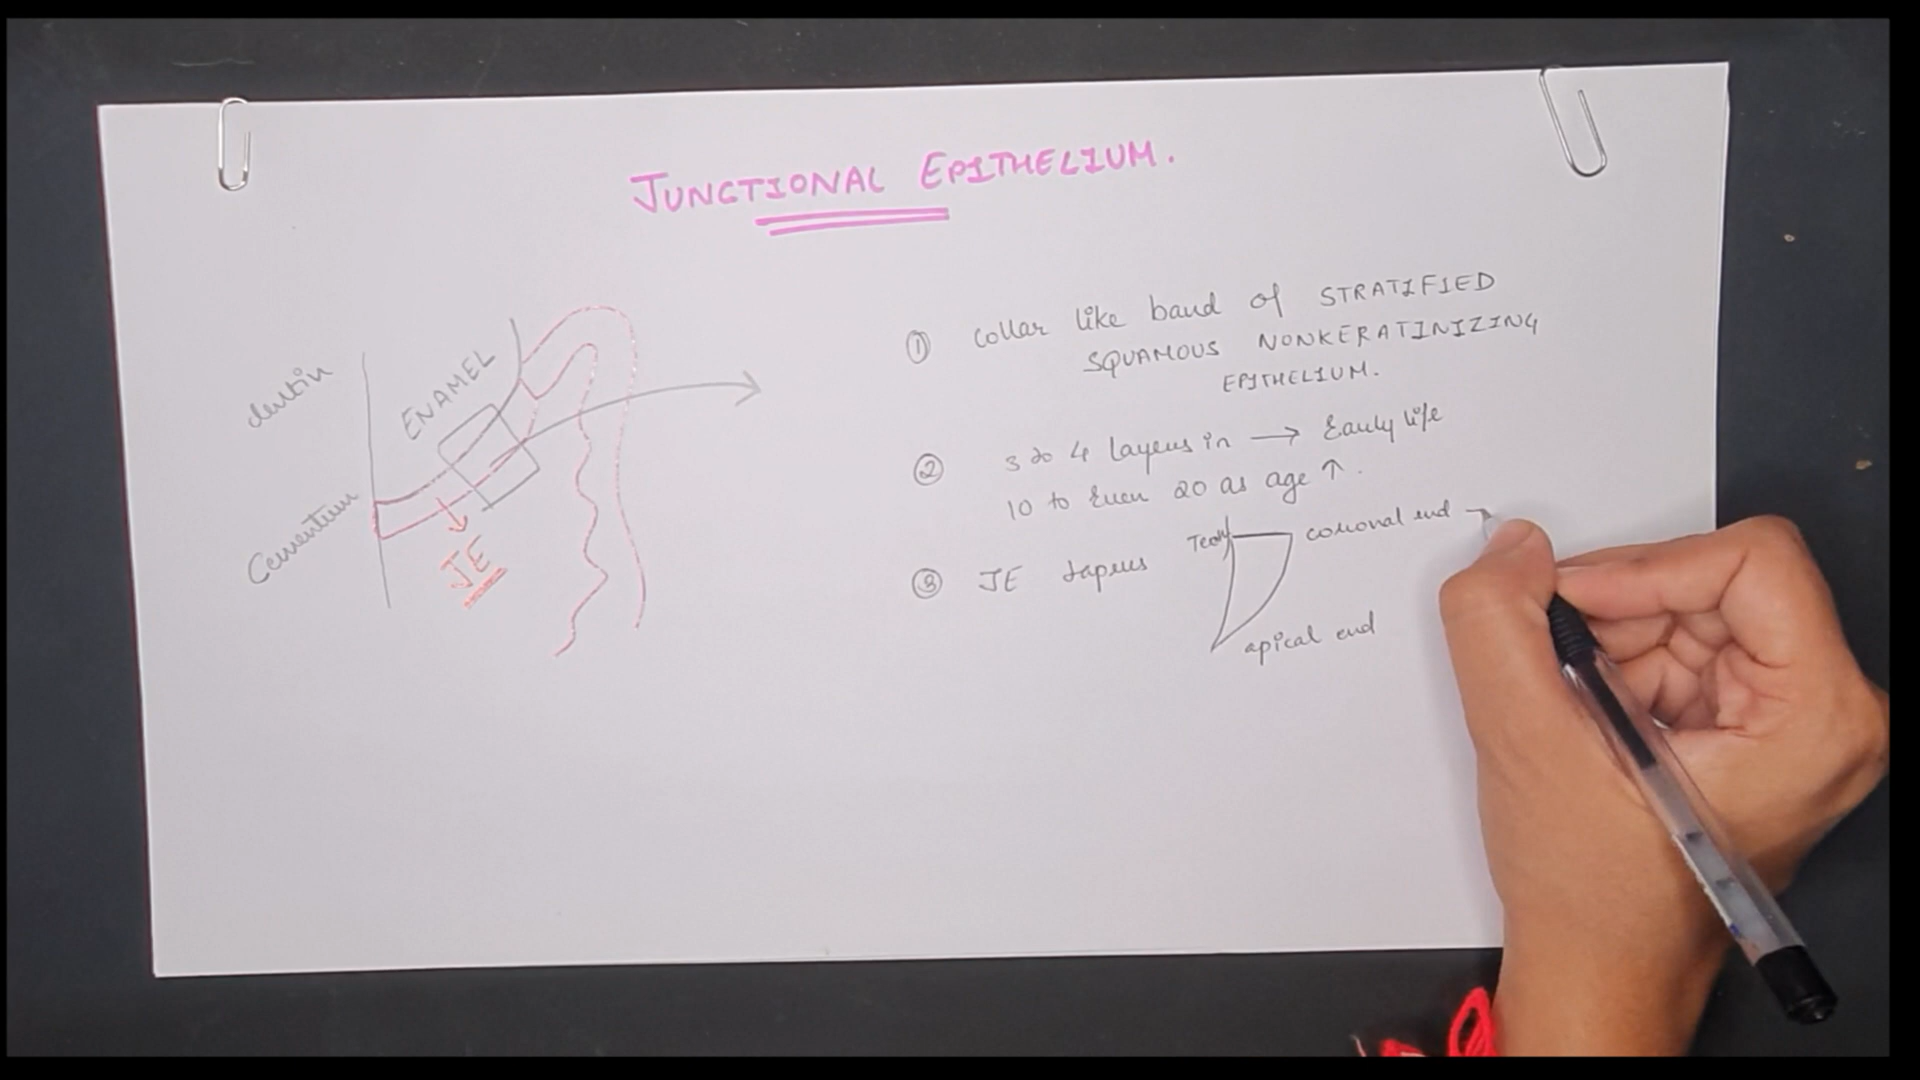 JUNCTIONAL EPITHELIUM.
dentin
ENAMEL
Cementum
JE
① collar like band of STRATIFIED
SQUAMOUS NONKERATINIZING
EPITHELIUM.
② 3 to 4 layers in → Early life
10 to Even 20 as age ↑.
③ JE tapers
Tooth
coronal end →
apical end